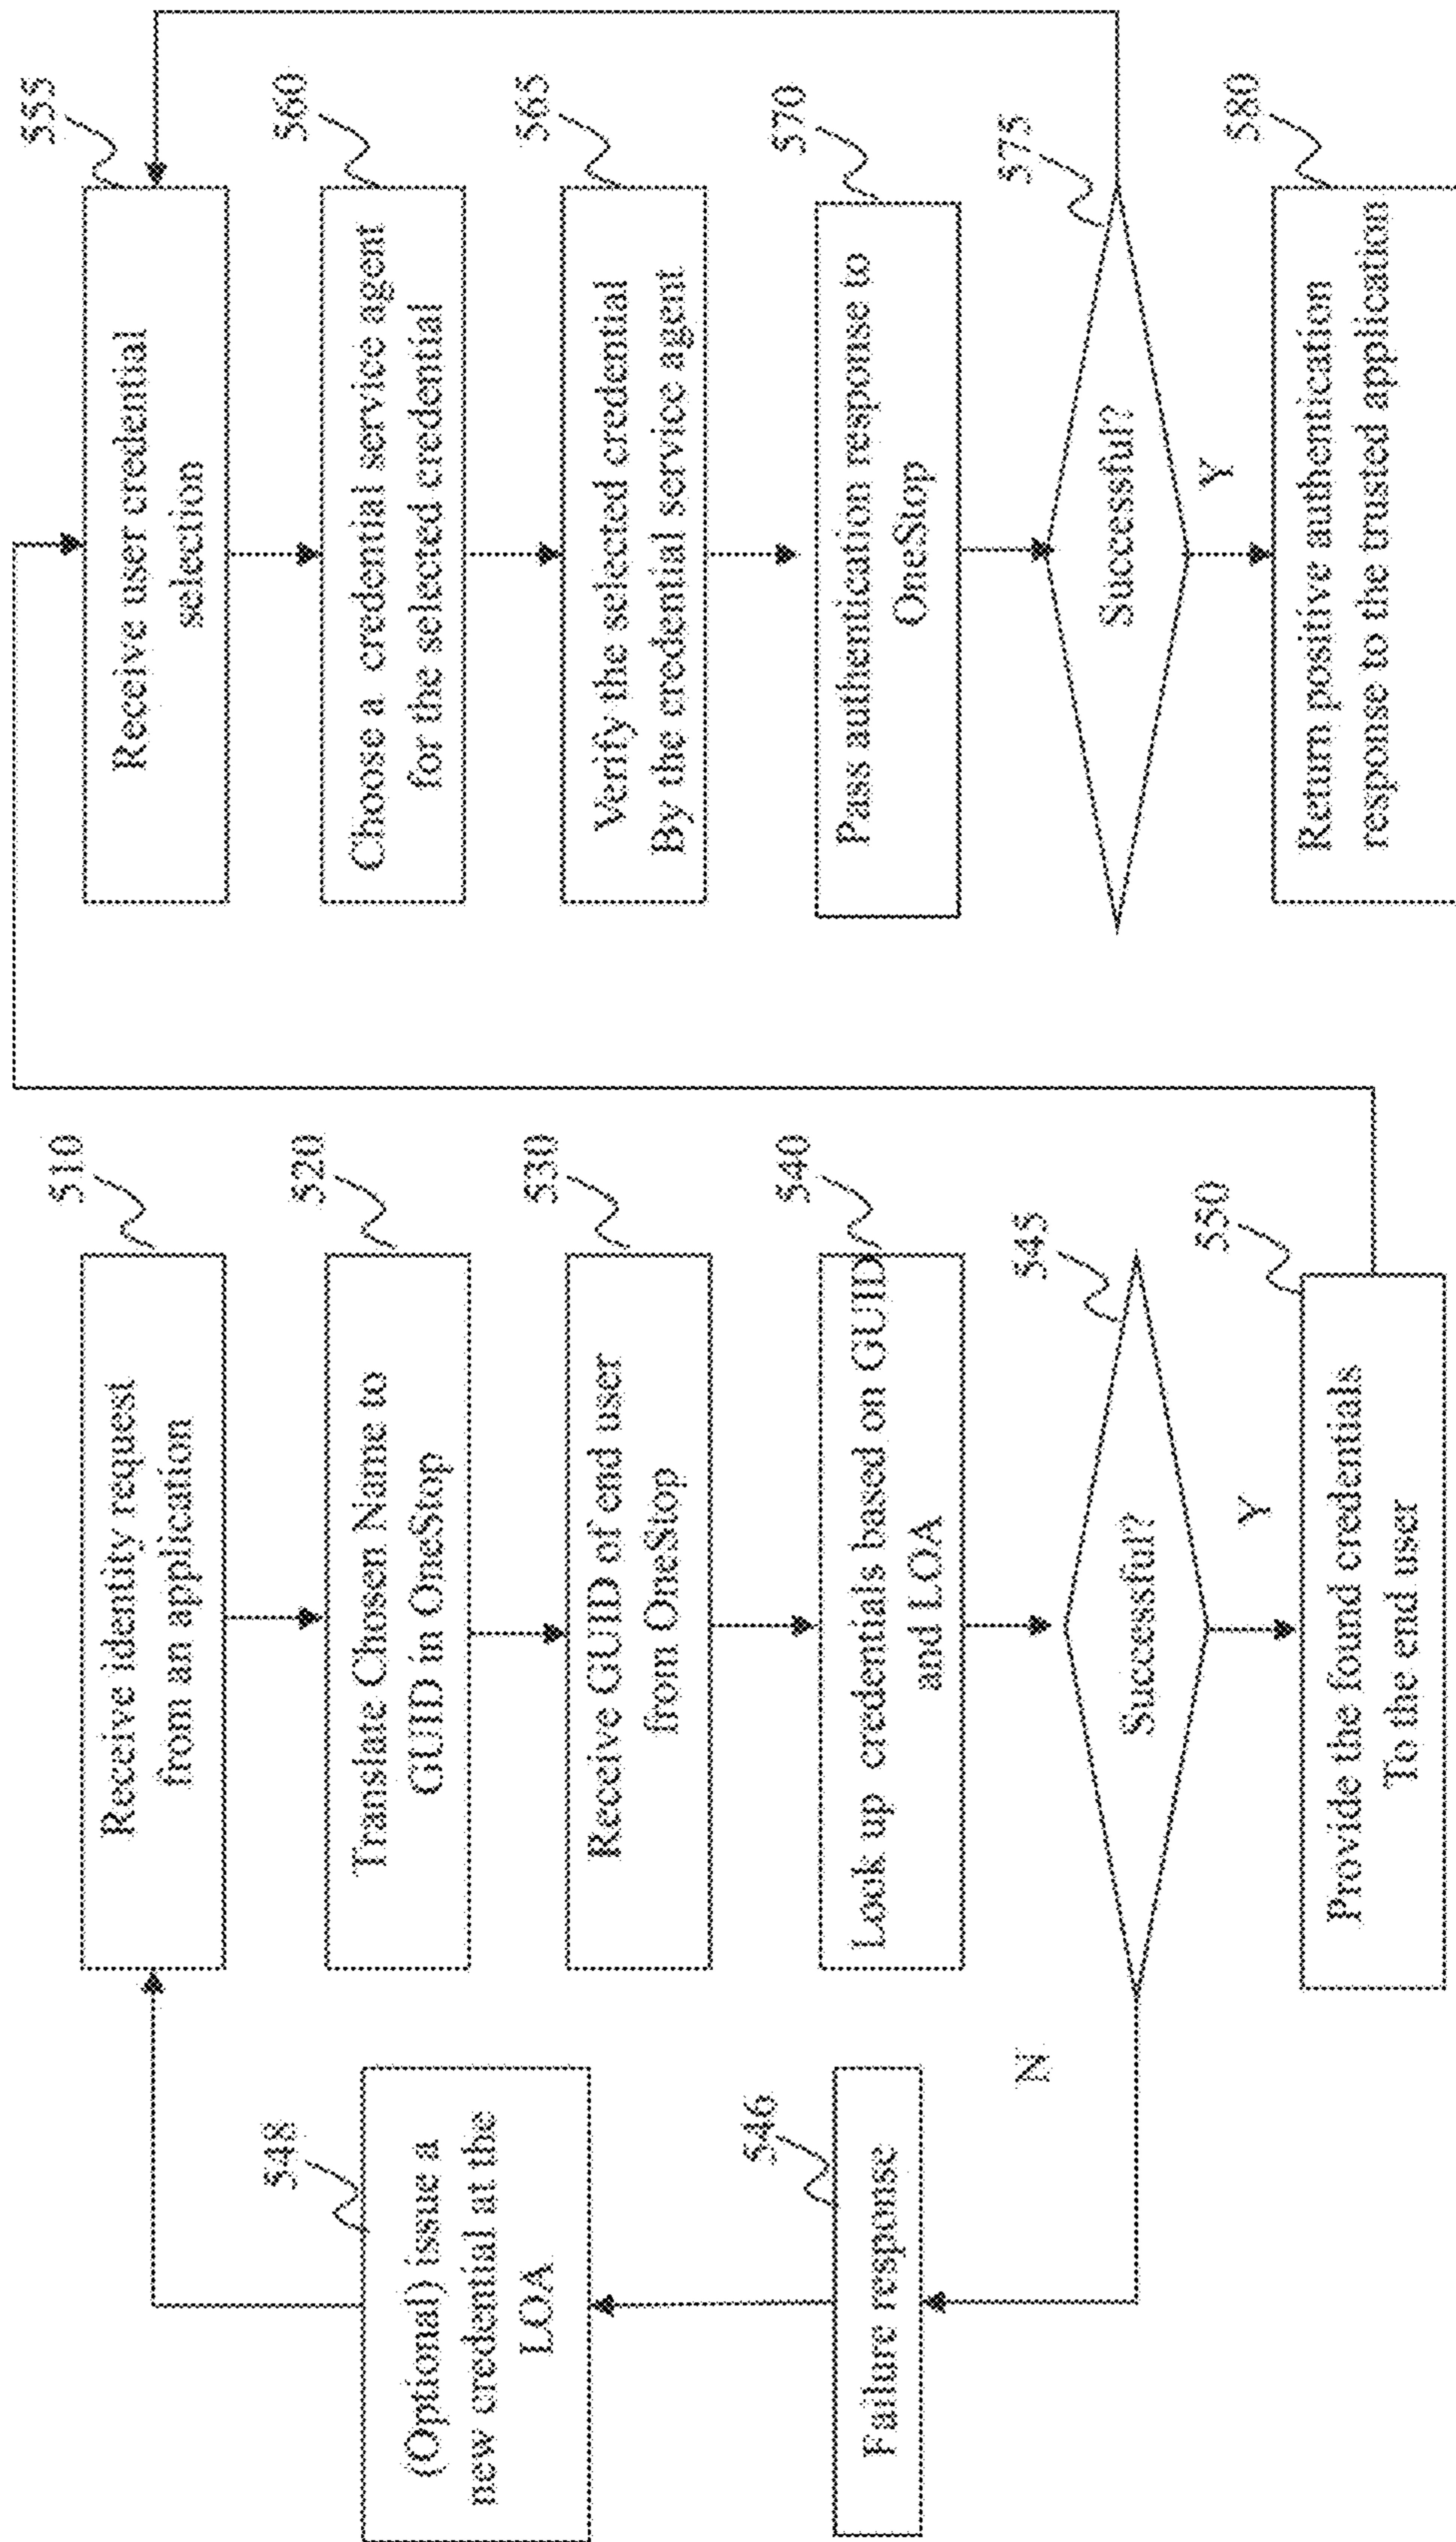 510
Receive identity request
from an application
520
Translate Chosen Name to
GUID in OneStop
530
Receive GUID of end user
from OneStop
540
Look up credentials based on GUID
and LOA
545
Successful?
Y
N
550
Provide the found credentials
To the end user
546
Failure response
548
(Optional) issue a
new credential at the
LOA
555
Receive user credential
selection
560
Choose a credential service agent
for the selected credential
565
Verify the selected credential
By the credential service agent
570
Pass authentication response to
OneStop
575
Successful?
Y
580
Return positive authentication
response to the trusted application